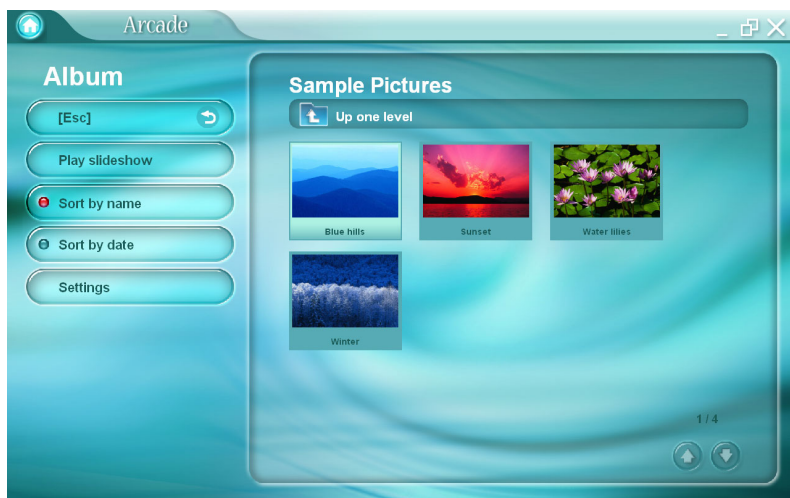 Arcade
Album
[Esc]
Play slideshow
Sort by name
Sort by date
Settings
Sample Pictures
Up one level
Blue hills
Sunset
Water lilies
Winter
1 / 4